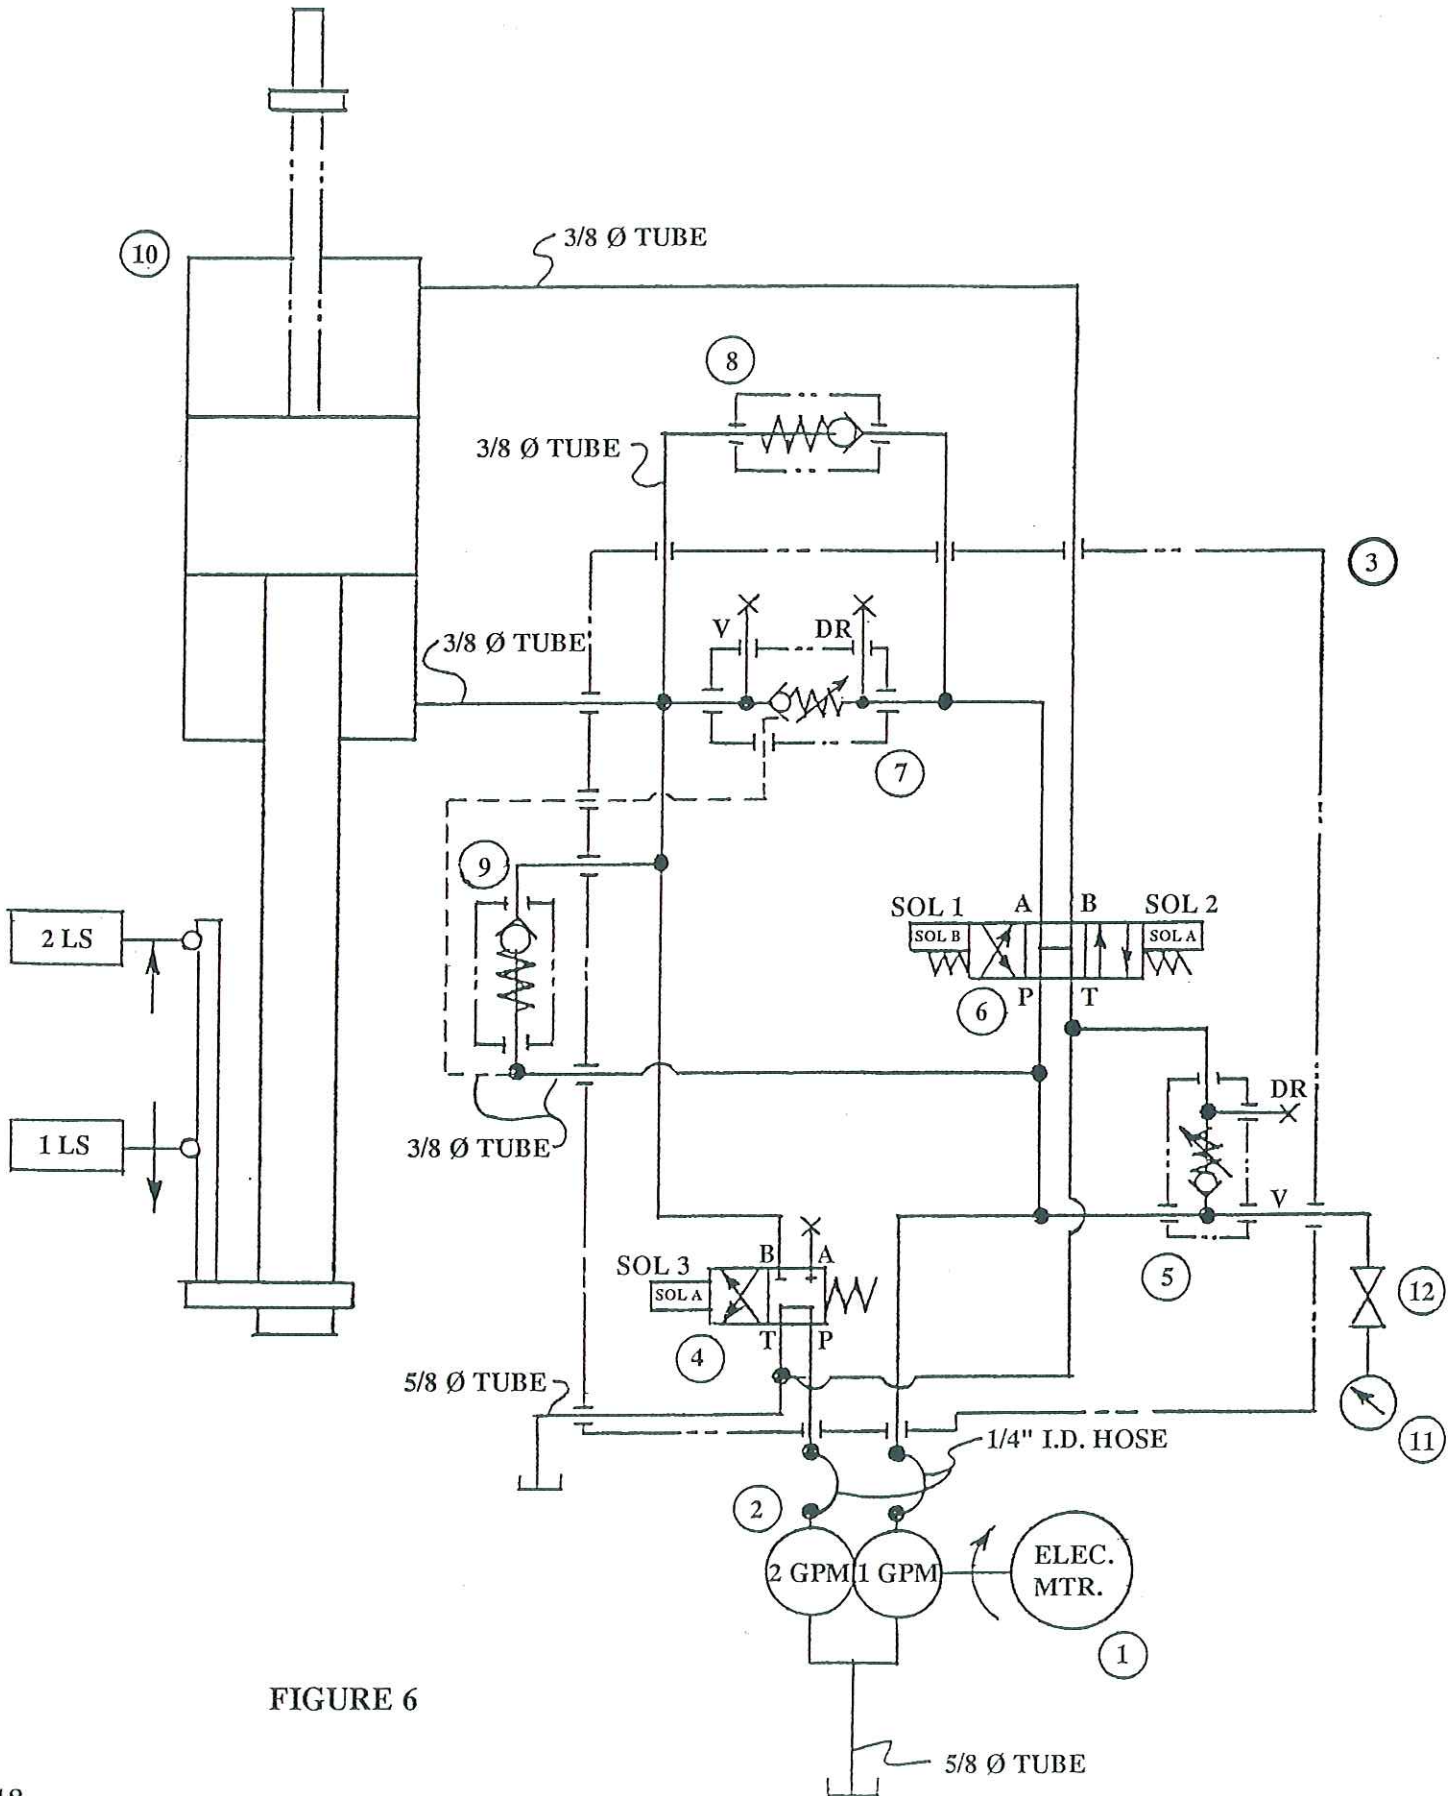 10
3/8 Ø TUBE
8
3/8 Ø TUBE
3
V
DR
3/8 Ø TUBE
7
9
SOL 1
A
B
SOL 2
2 LS
SOL B
SOL A
P
T
6
DR
1 LS
3/8 Ø TUBE
V
B
A
SOL 3
5
SOL A
12
T
P
4
5/8 Ø TUBE
1/4" I.D. HOSE
11
2
ELEC.
MTR.
2 GPM
1 GPM
1
FIGURE 6
5/8 Ø TUBE